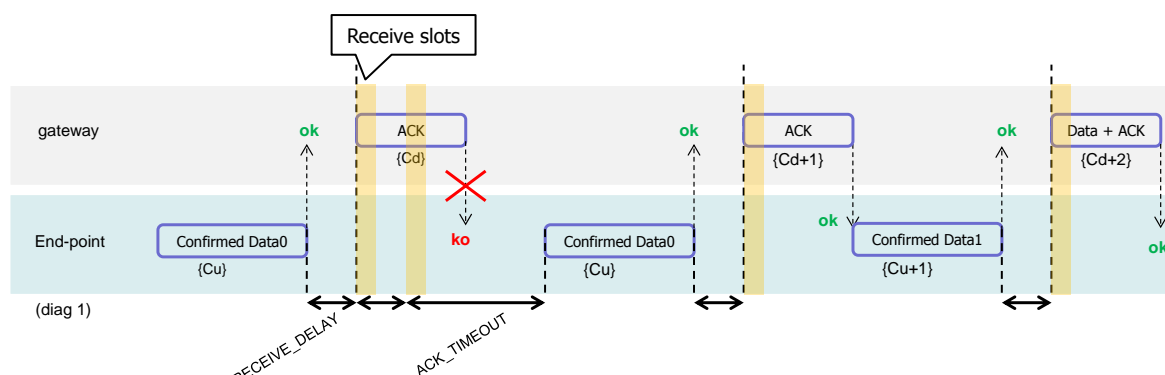 Receive slots
gateway
ok
ACK
{Cd}
ok
ACK
{Cd+1}
ok
Data + ACK
{Cd+2}
End-point
Confirmed Data0
{Cu}
ko
Confirmed Data0
{Cu}
ok
Confirmed Data1
{Cu+1}
ok
(diag 1)
RECEIVE_DELAY
ACK_TIMEOUT